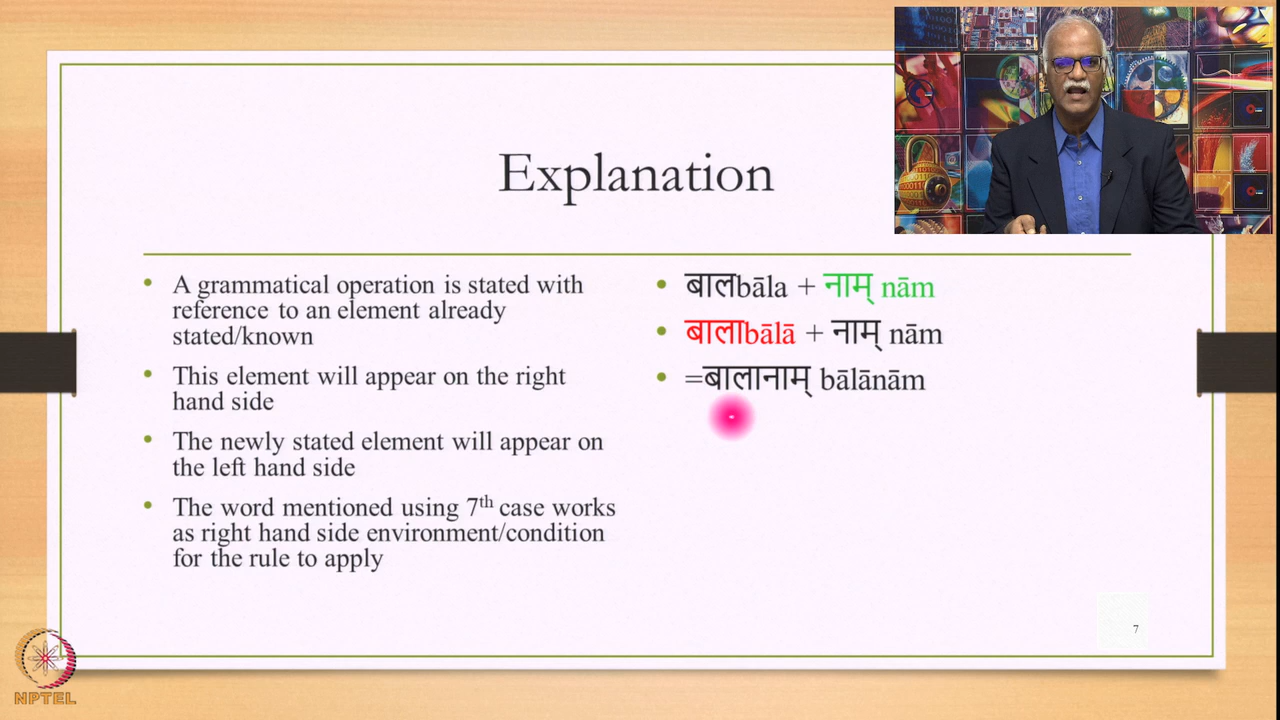 Explanation
• A grammatical operation is stated with
reference to an element already
stated/known
• This element will appear on the right
hand side
• The newly stated element will appear on
the left hand side
• The word mentioned using 7th case works
as right hand side environment/condition
for the rule to apply
• बालbāla + नाम् nām
• बालाbālā + नाम् nām
• =बालानाम् bālānām
7
NPTEL